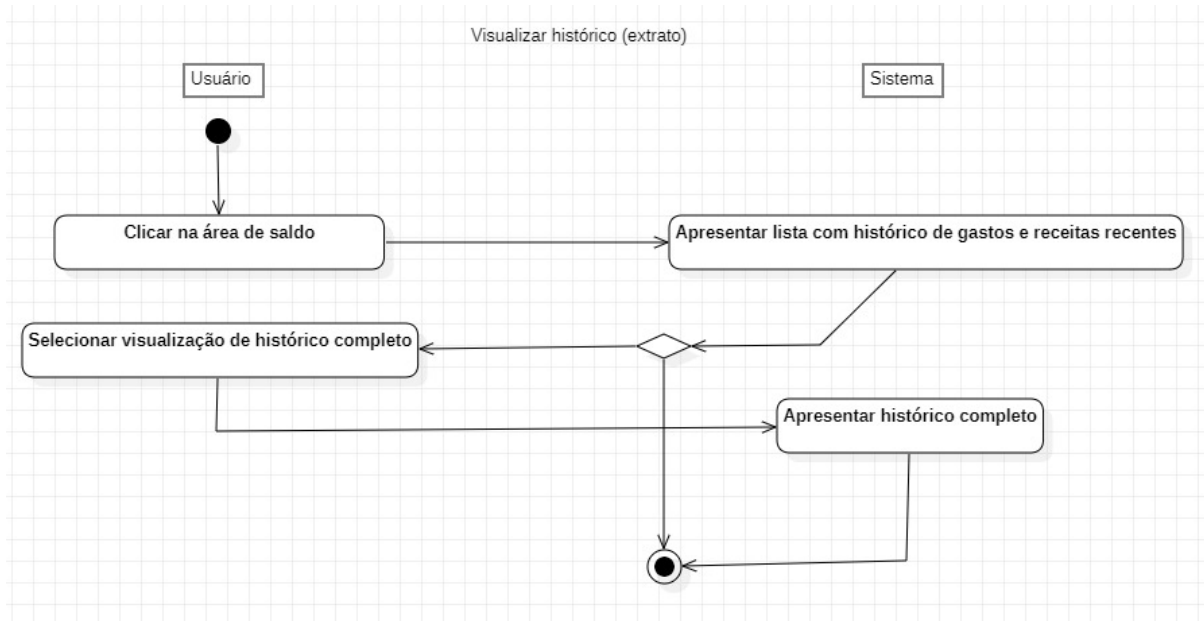 Visualizar histórico (extrato)
Usuário
Sistema
Clicar na área de saldo
Apresentar lista com histórico de gastos e receitas recentes
Selecionar visualização de histórico completo
Apresentar histórico completo